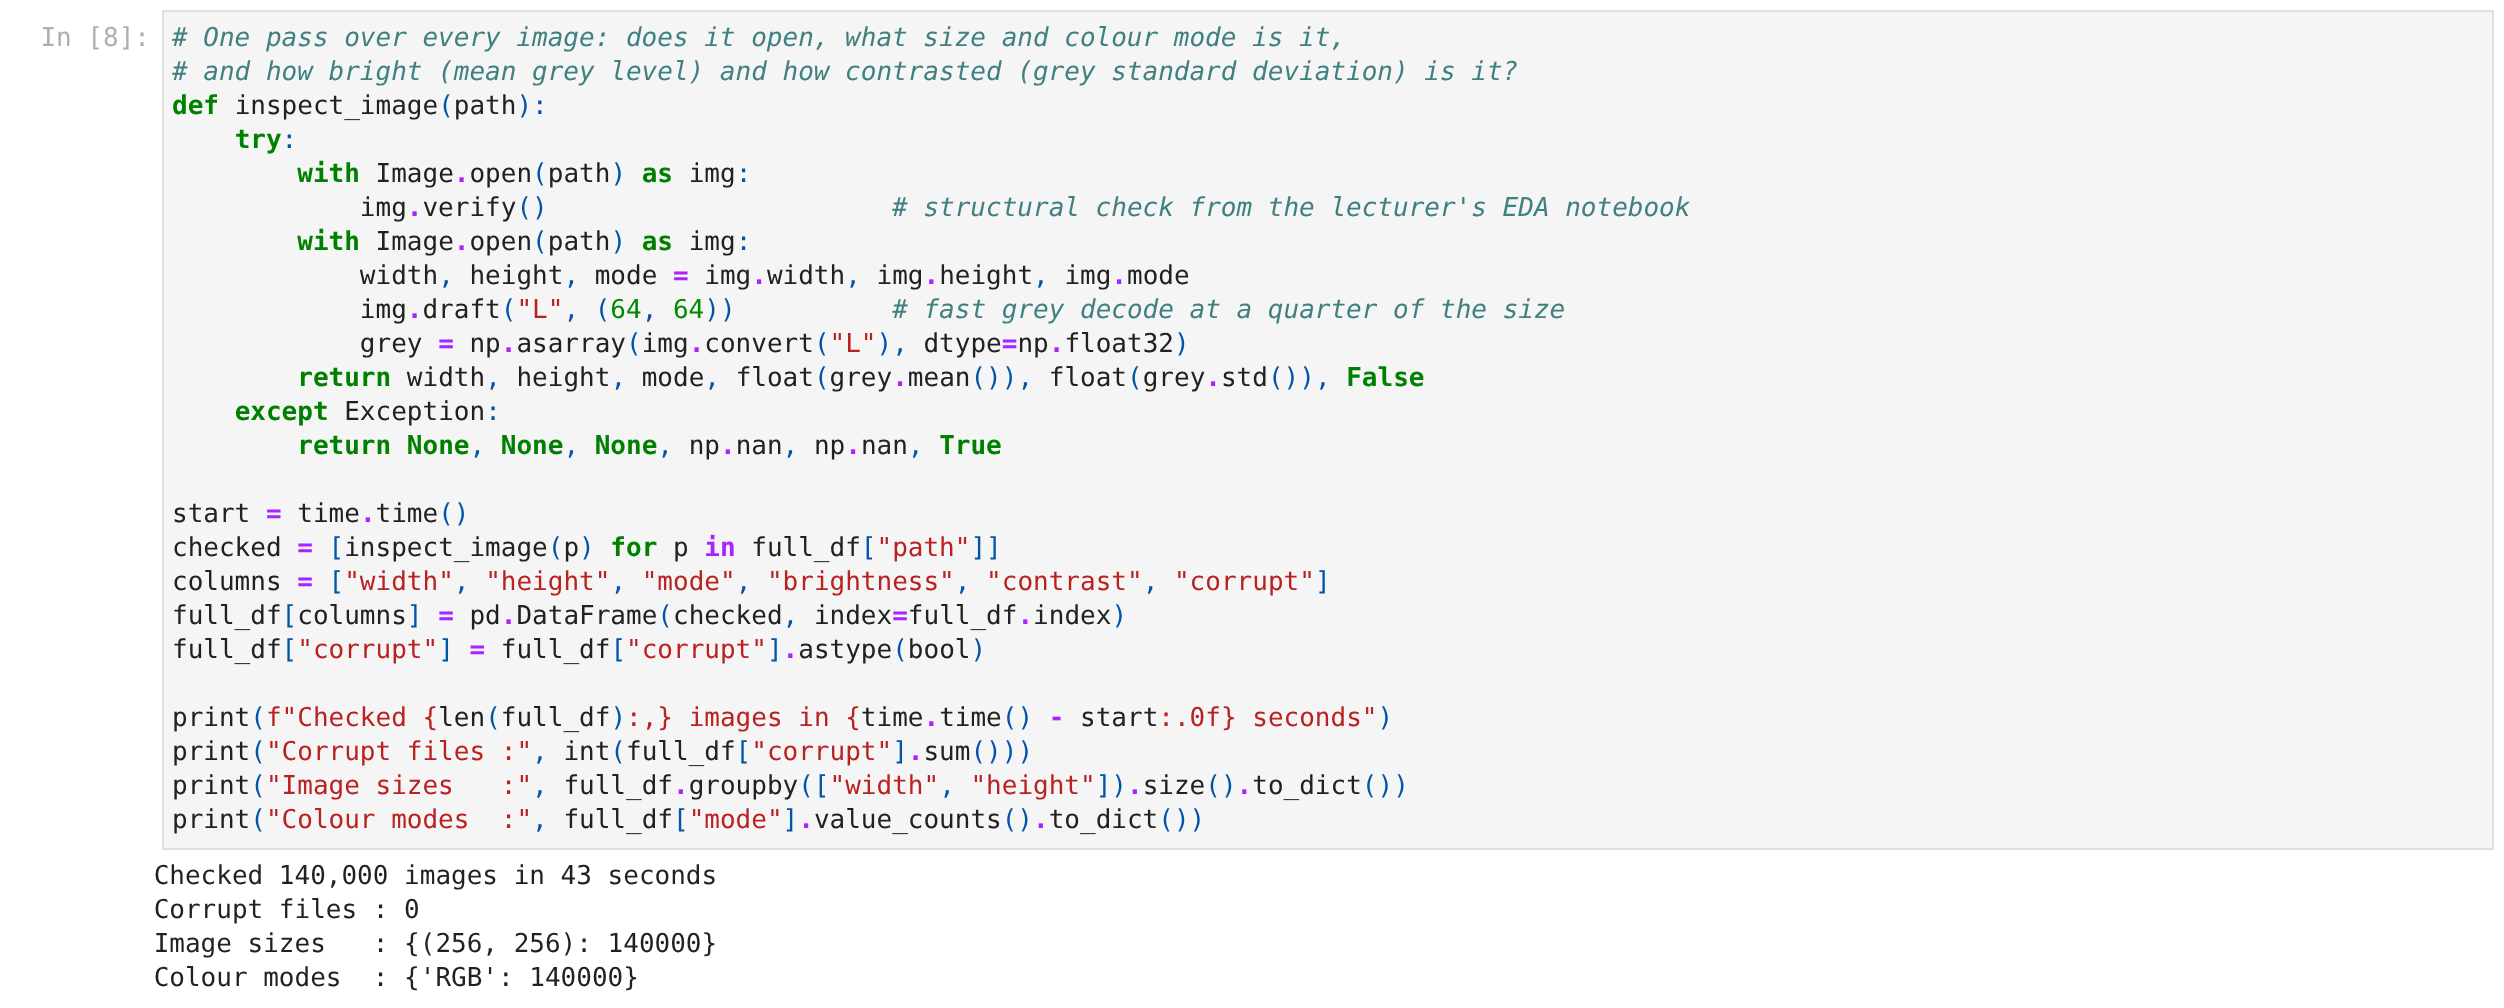 In [8]: # One pass over every image: does it open, what size and colour mode is it,
# and how bright (mean grey level) and how contrasted (grey standard deviation) is it?
def inspect_image(path):
    try:
        with Image.open(path) as img:
            img.verify()                      # structural check from the lecturer's EDA notebook
        with Image.open(path) as img:
            width, height, mode = img.width, img.height, img.mode
            img.draft("L", (64, 64))          # fast grey decode at a quarter of the size
            grey = np.asarray(img.convert("L"), dtype=np.float32)
        return width, height, mode, float(grey.mean()), float(grey.std()), False
    except Exception:
        return None, None, None, np.nan, np.nan, True

start = time.time()
checked = [inspect_image(p) for p in full_df["path"]]
columns = ["width", "height", "mode", "brightness", "contrast", "corrupt"]
full_df[columns] = pd.DataFrame(checked, index=full_df.index)
full_df["corrupt"] = full_df["corrupt"].astype(bool)

print(f"Checked {len(full_df):,} images in {time.time() - start:.0f} seconds")
print("Corrupt files :", int(full_df["corrupt"].sum()))
print("Image sizes   :", full_df.groupby(["width", "height"]).size().to_dict())
print("Colour modes  :", full_df["mode"].value_counts().to_dict())
Checked 140,000 images in 43 seconds
Corrupt files : 0
Image sizes   : {(256, 256): 140000}
Colour modes  : {'RGB': 140000}